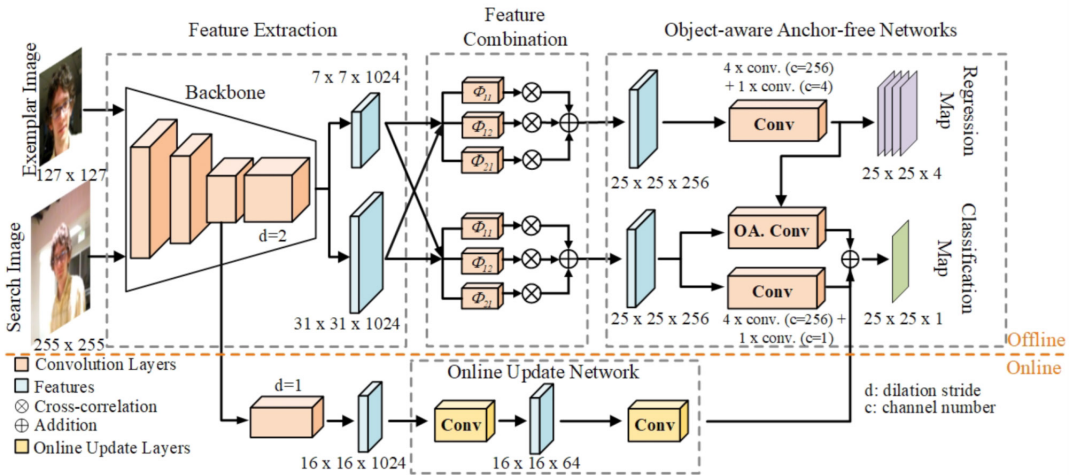 Feature Extraction
Feature
Combination
Object-aware Anchor-free Networks
Exemplar Image
127 x 127
Search Image
255 x 255
Backbone
d=2
7 x 7 x 1024
31 x 31 x 1024
Φ11
Φ12
Φ21
Φ11
Φ12
Φ21
25 x 25 x 256
4 x conv. (c=256)
+ 1 x conv. (c=4)
Conv
25 x 25 x 4
Regression
Map
25 x 25 x 256
OA. Conv
Conv
4 x conv. (c=256) +
1 x conv. (c=1)
25 x 25 x 1
Classification
Map
Offline
Online
Convolution Layers
Features
Cross-correlation
Addition
Online Update Layers
d=1
16 x 16 x 1024
Online Update Network
Conv
16 x 16 x 64
Conv
d: dilation stride
c: channel number